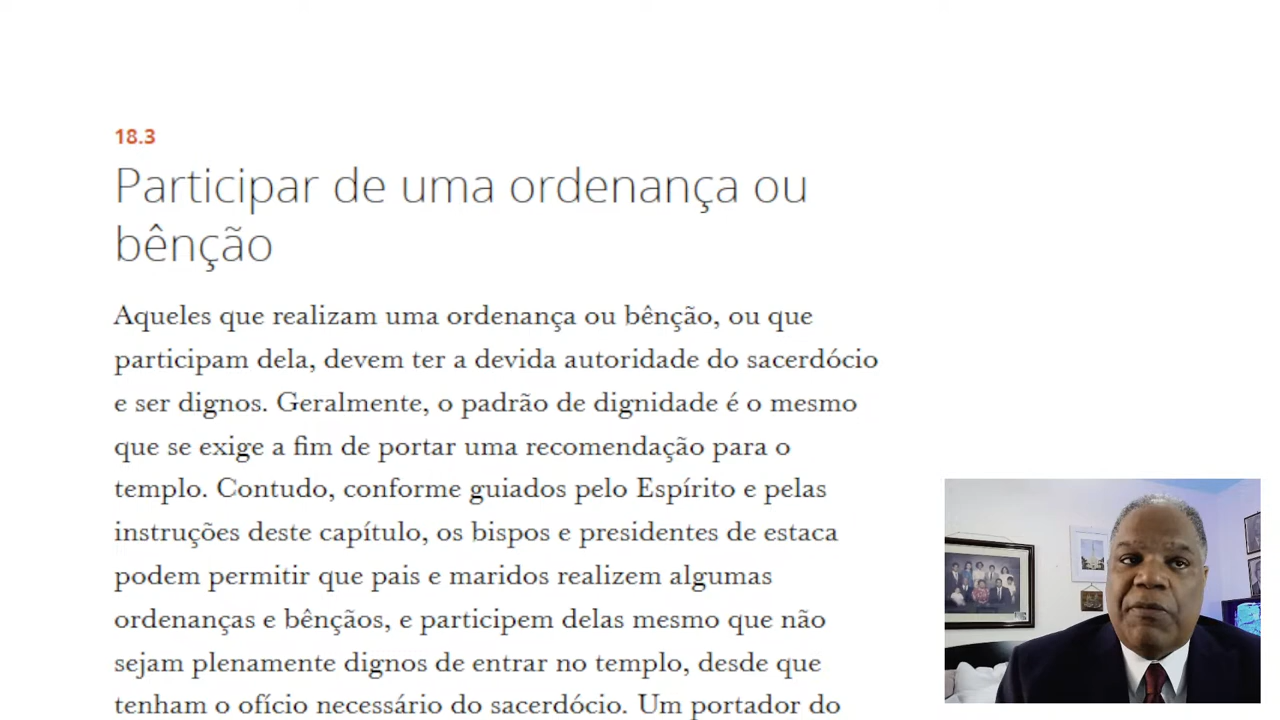 18.3
Participar de uma ordenança ou
bênção
Aqueles que realizam uma ordenança ou bênção, ou que
participam dela, devem ter a devida autoridade do sacerdócio
e ser dignos. Geralmente, o padrão de dignidade é o mesmo
que se exige a fim de portar uma recomendação para o
templo. Contudo, conforme guiados pelo Espírito e pelas
instruções deste capítulo, os bispos e presidentes de estaca
podem permitir que pais e maridos realizem algumas
ordenanças e bênçãos, e participem delas mesmo que não
sejam plenamente dignos de entrar no templo, desde que
tenham o ofício necessário do sacerdócio. Um portador do